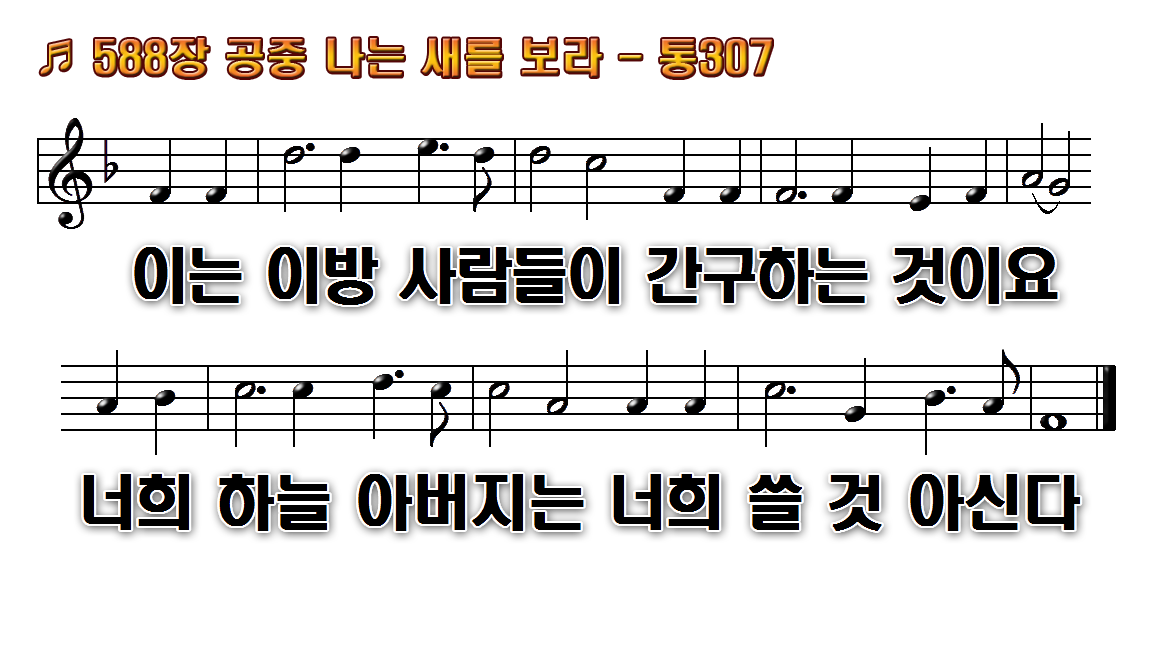 ♬ 588장 공중 나는 새를 보라 - 통307
이는 이방 사람들이 간구하는 것이요
너희 하늘 아버지는 너희 쓸 것 아신다